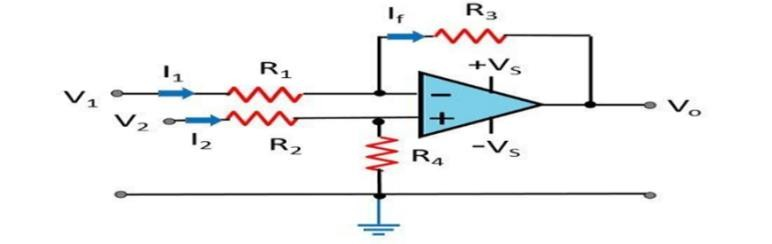 If R3
I1 R1 +Vs
V1
V2 Vo
I2 R2 R4 −Vs